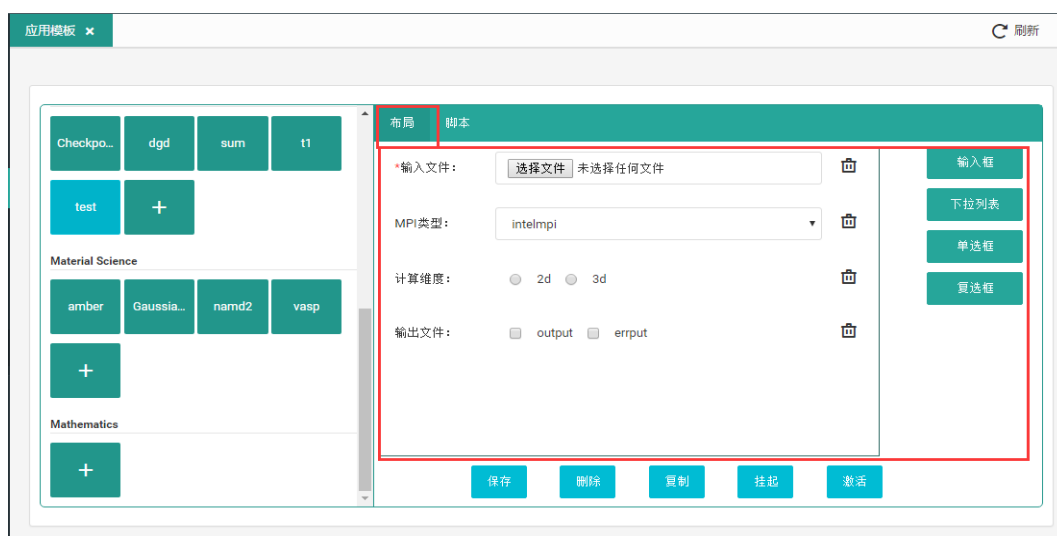 应用模板 ×
刷新
Checkpo... dgd sum t1
test +
Material Science
amber Gaussia... namd2 vasp
+
Mathematics
+
布局 脚本
*输入文件： 选择文件 未选择任何文件
MPI类型： intelmpi
计算维度： 2d 3d
输出文件： output errput
输入框
下拉列表
单选框
复选框
保存 删除 复制 挂起 激活